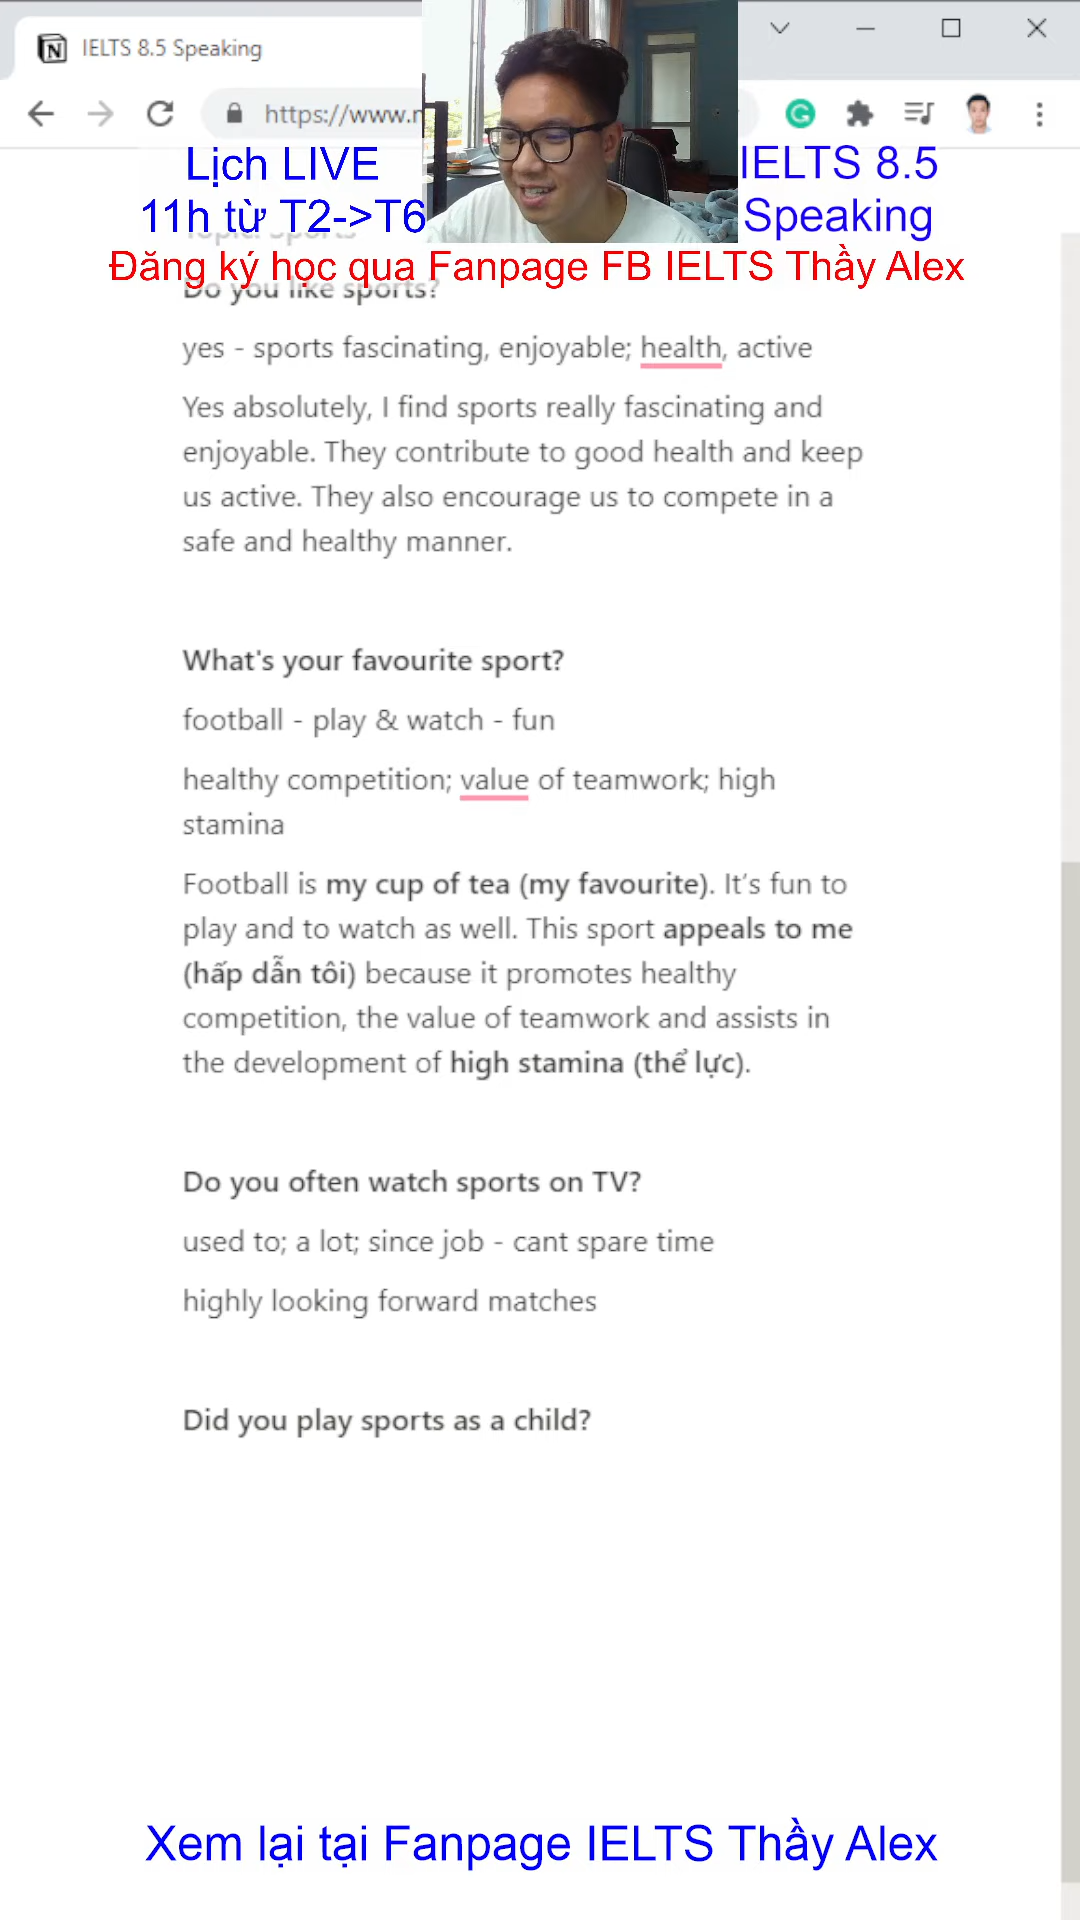 IELTS 8.5 Speaking
https://www.n
Lịch LIVE
11h từ T2->T6
IELTS 8.5
Speaking
Topic: Sports
Đăng ký học qua Fanpage FB IELTS Thầy Alex
Do you like sports?
yes - sports fascinating, enjoyable; health, active
Yes absolutely, I find sports really fascinating and
enjoyable. They contribute to good health and keep
us active. They also encourage us to compete in a
safe and healthy manner.
What's your favourite sport?
football - play & watch - fun
healthy competition; value of teamwork; high
stamina
Football is my cup of tea (my favourite). It’s fun to
play and to watch as well. This sport appeals to me
(hấp dẫn tôi) because it promotes healthy
competition, the value of teamwork and assists in
the development of high stamina (thể lực).
Do you often watch sports on TV?
used to; a lot; since job - cant spare time
highly looking forward matches
Did you play sports as a child?
Xem lại tại Fanpage IELTS Thầy Alex